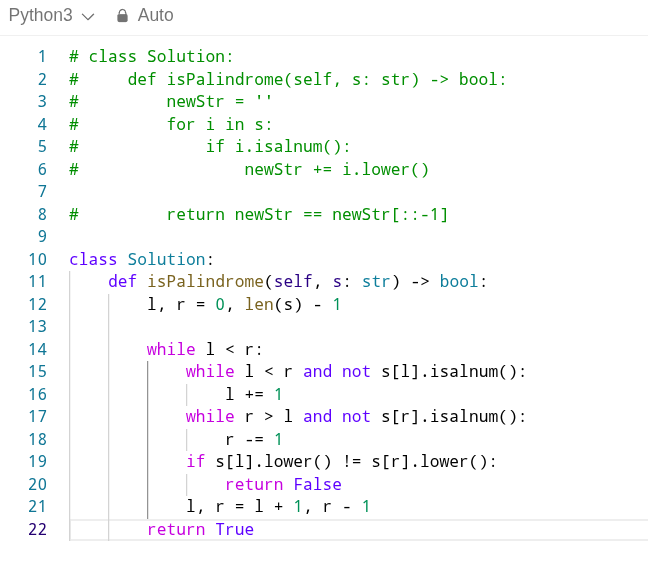 Python3 Auto
1 # class Solution:
2 #     def isPalindrome(self, s: str) -> bool:
3 #         newStr = ''
4 #         for i in s:
5 #             if i.isalnum():
6 #                 newStr += i.lower()
7
8 #         return newStr == newStr[::-1]
9
10 class Solution:
11     def isPalindrome(self, s: str) -> bool:
12         l, r = 0, len(s) - 1
13
14         while l < r:
15             while l < r and not s[l].isalnum():
16                 l += 1
17             while r > l and not s[r].isalnum():
18                 r -= 1
19             if s[l].lower() != s[r].lower():
20                 return False
21             l, r = l + 1, r - 1
22         return True